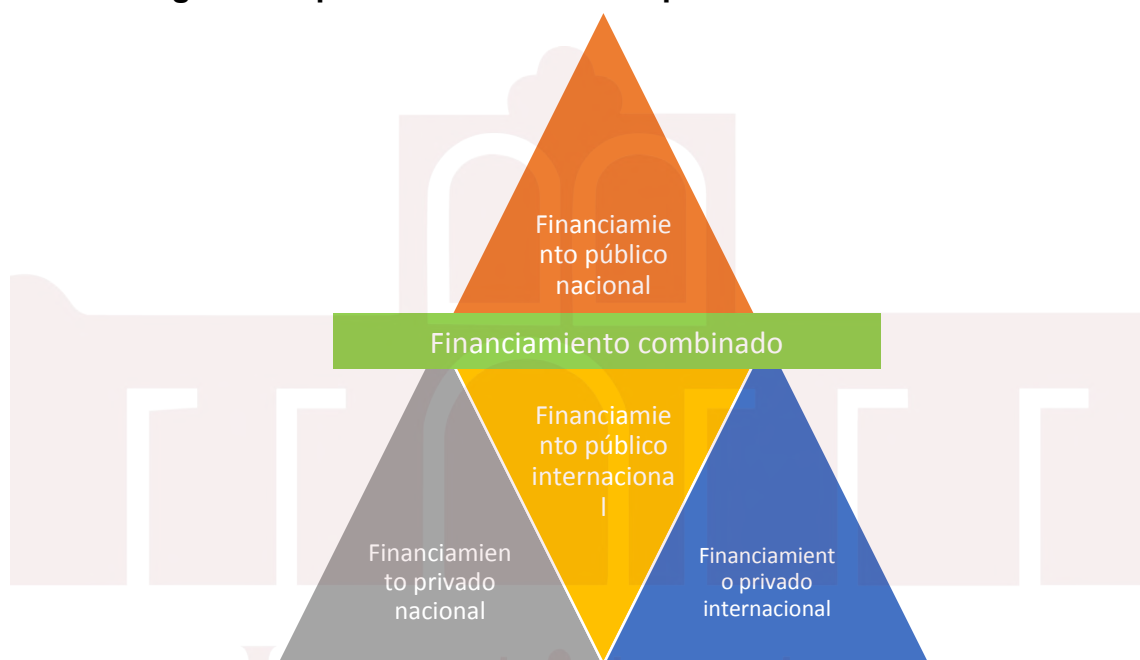 Financiamie
nto público
nacional
Financiamiento combinado
Financiamie
nto público
internaciona
l
Financiamien
to privado
nacional
Financiamient
o privado
internacional